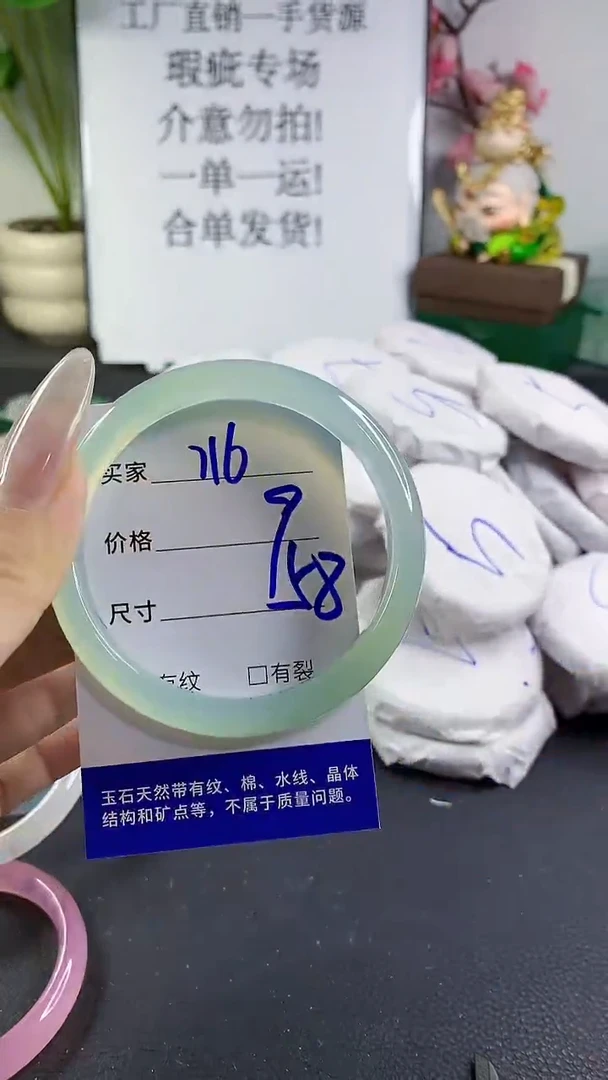 工厂直销一手货源
瑕疵专场
介意勿拍!
一单一运!
合单发货!
买家 716
价格 9
尺寸 58
有纹 □有裂
玉石天然带有纹、棉、水线、晶体
结构和矿点等，不属于质量问题。